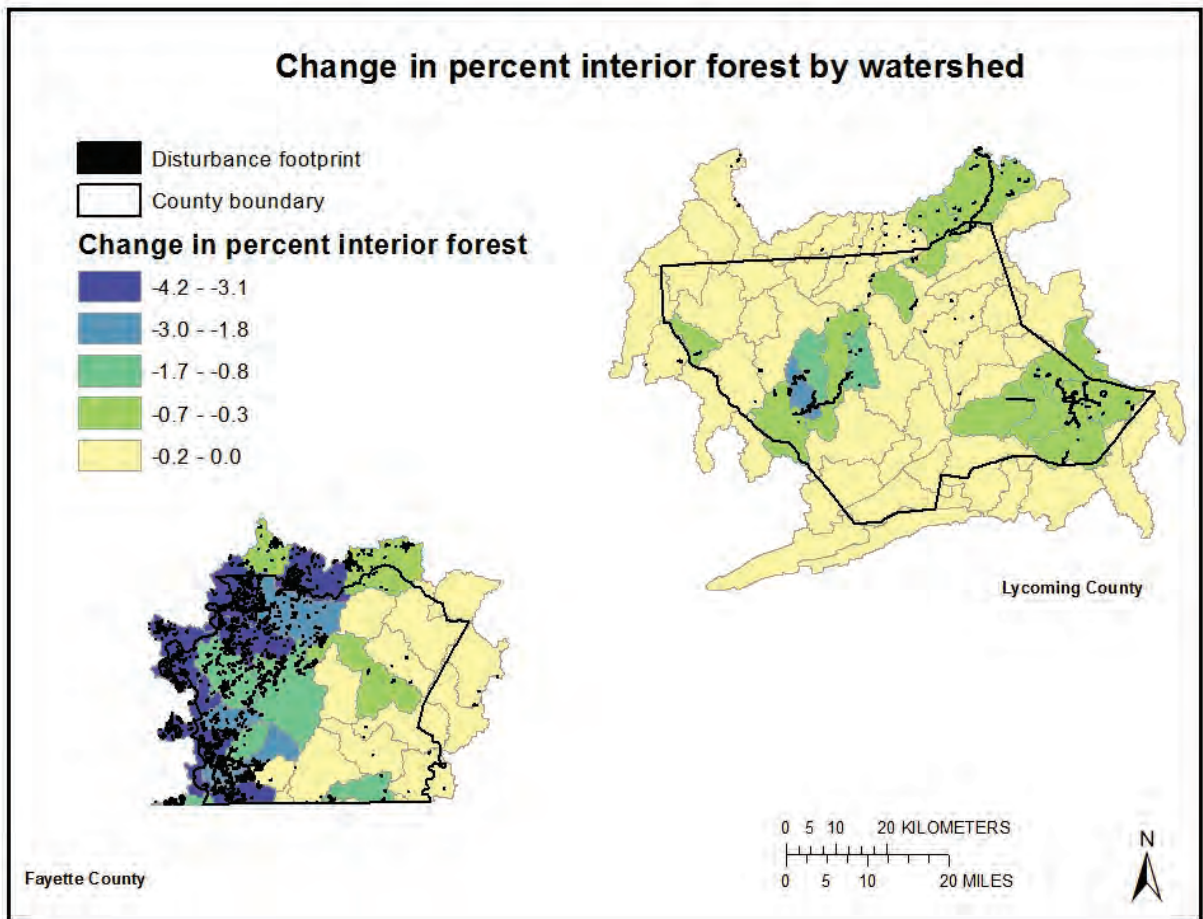 Change in percent interior forest by watershed
Disturbance footprint
County boundary
Change in percent interior forest
-4.2 - -3.1
-3.0 - -1.8
-1.7 - -0.8
-0.7 - -0.3
-0.2 - 0.0
Lycoming County
0 5 10 20 KILOMETERS
0 5 10 20 MILES
N
Fayette County